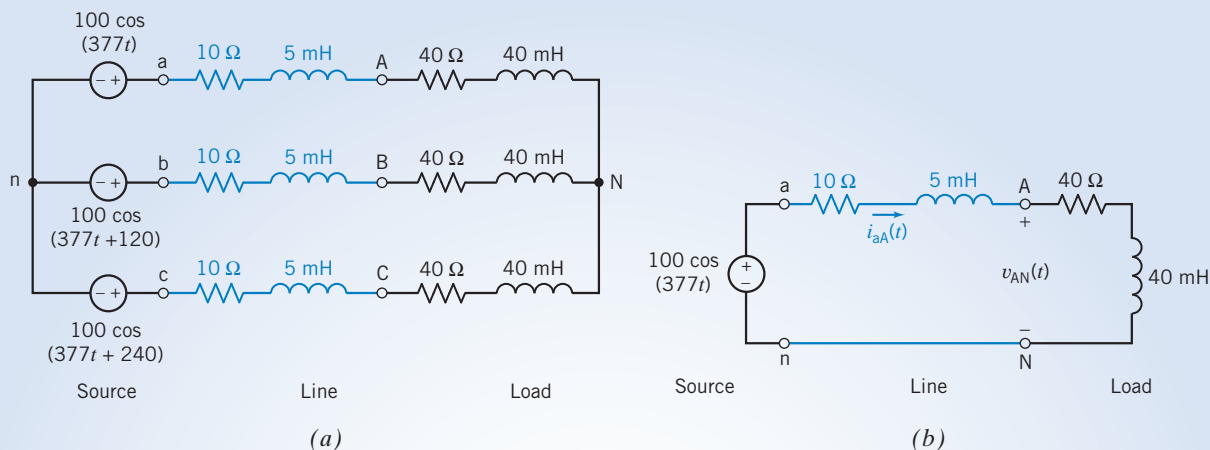 100 cos
(377t)
10 Ω
5 mH
40 Ω
40 mH
a
A
10 Ω
5 mH
40 Ω
40 mH
b
B
n
N
100 cos
(377t +120)
10 Ω
5 mH
40 Ω
40 mH
c
C
100 cos
(377t + 240)
Source
Line
Load
(a)
a
10 Ω
5 mH
A
40 Ω
i_aA(t)
+
100 cos
(377t)
+
−
v_AN(t)
40 mH
−
n
N
Source
Line
Load
(b)
− +
− +
− +